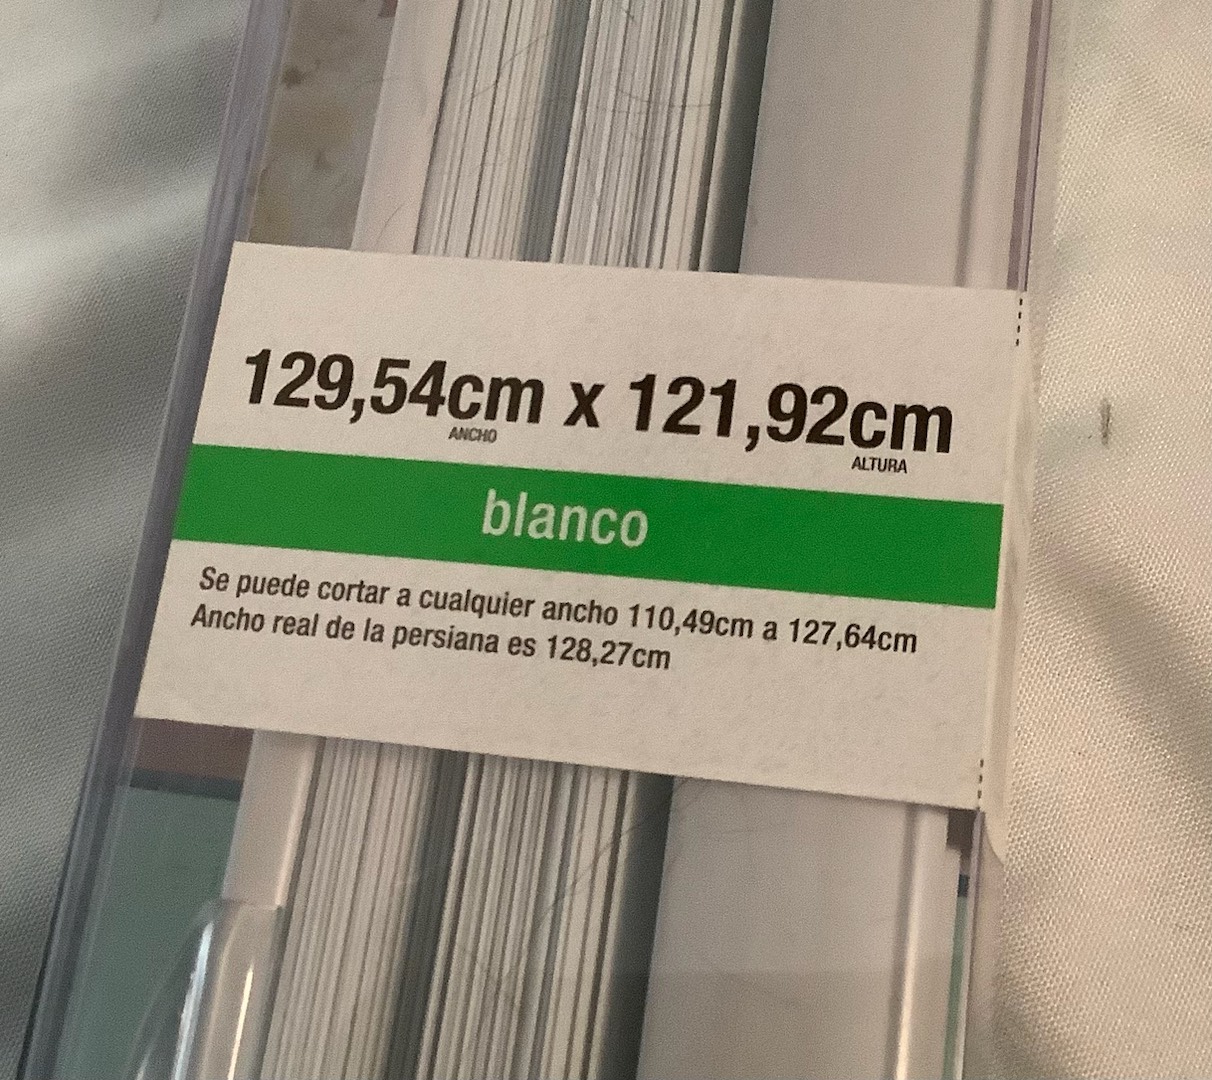 129,54cm x 121,92cm
ANCHO ALTURA
blanco
Se puede cortar a cualquier ancho 110,49cm a 127,64cm
Ancho real de la persiana es 128,27cm